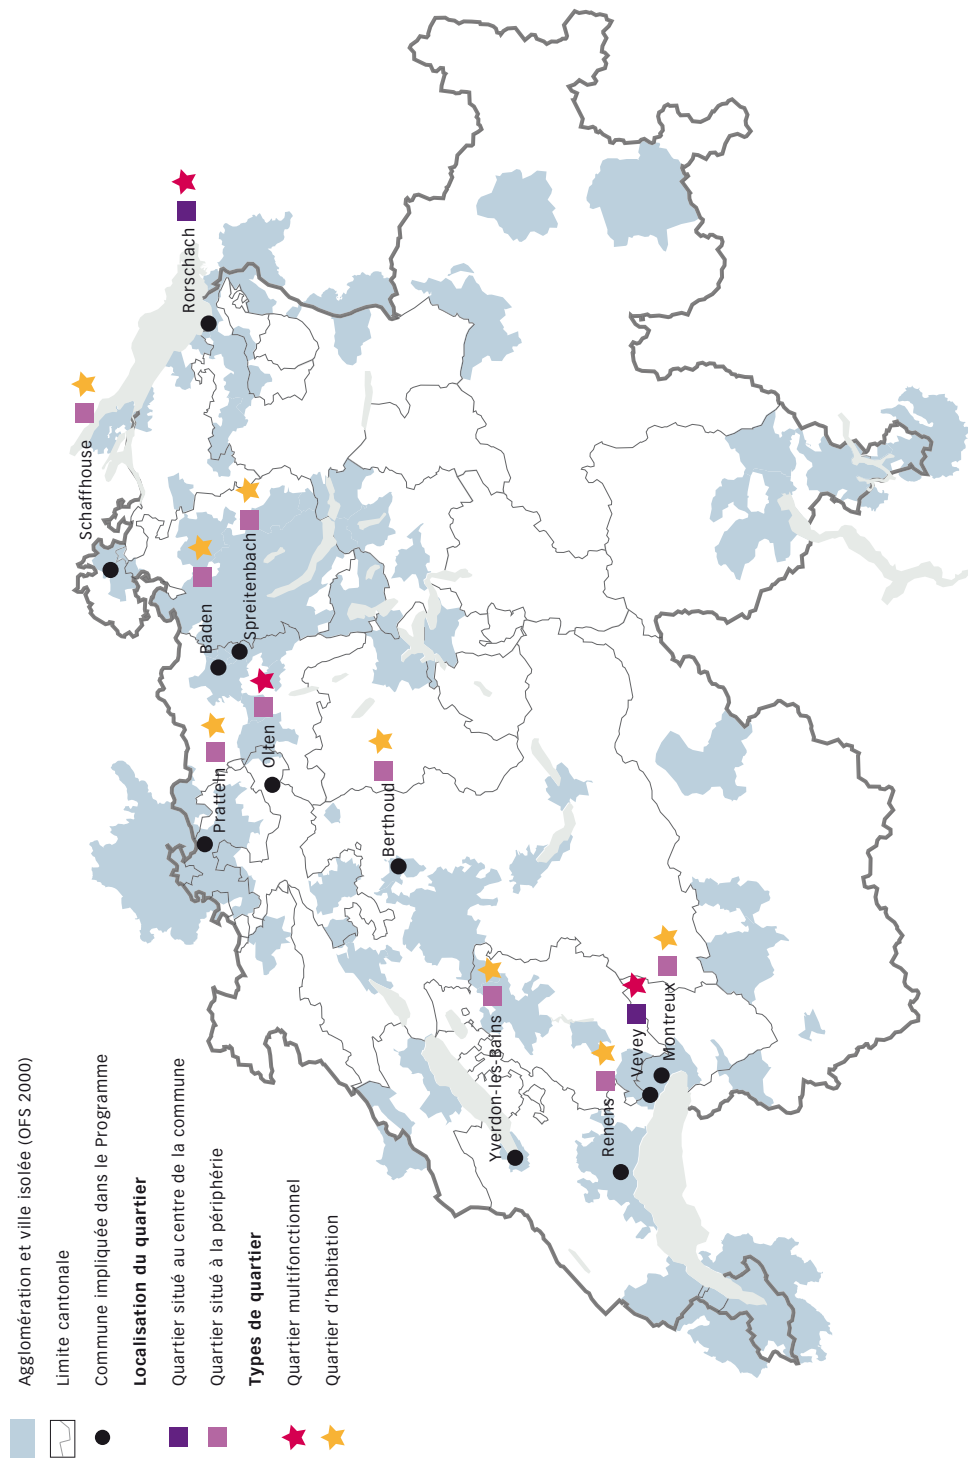 Agglomération et ville isolée (OFS 2000)
Limite cantonale
Commune impliquée dans le Programme
Localisation du quartier
Quartier situé au centre de la commune
Quartier situé à la périphérie
Types de quartier
Quartier multifonctionnel
Quartier d'habitation
Schaffhouse
Rorschach
Baden
Spreitenbach
Pratteln
Olten
Berthoud
Yverdon-les-Bains
Renens
Vevey
Montreux